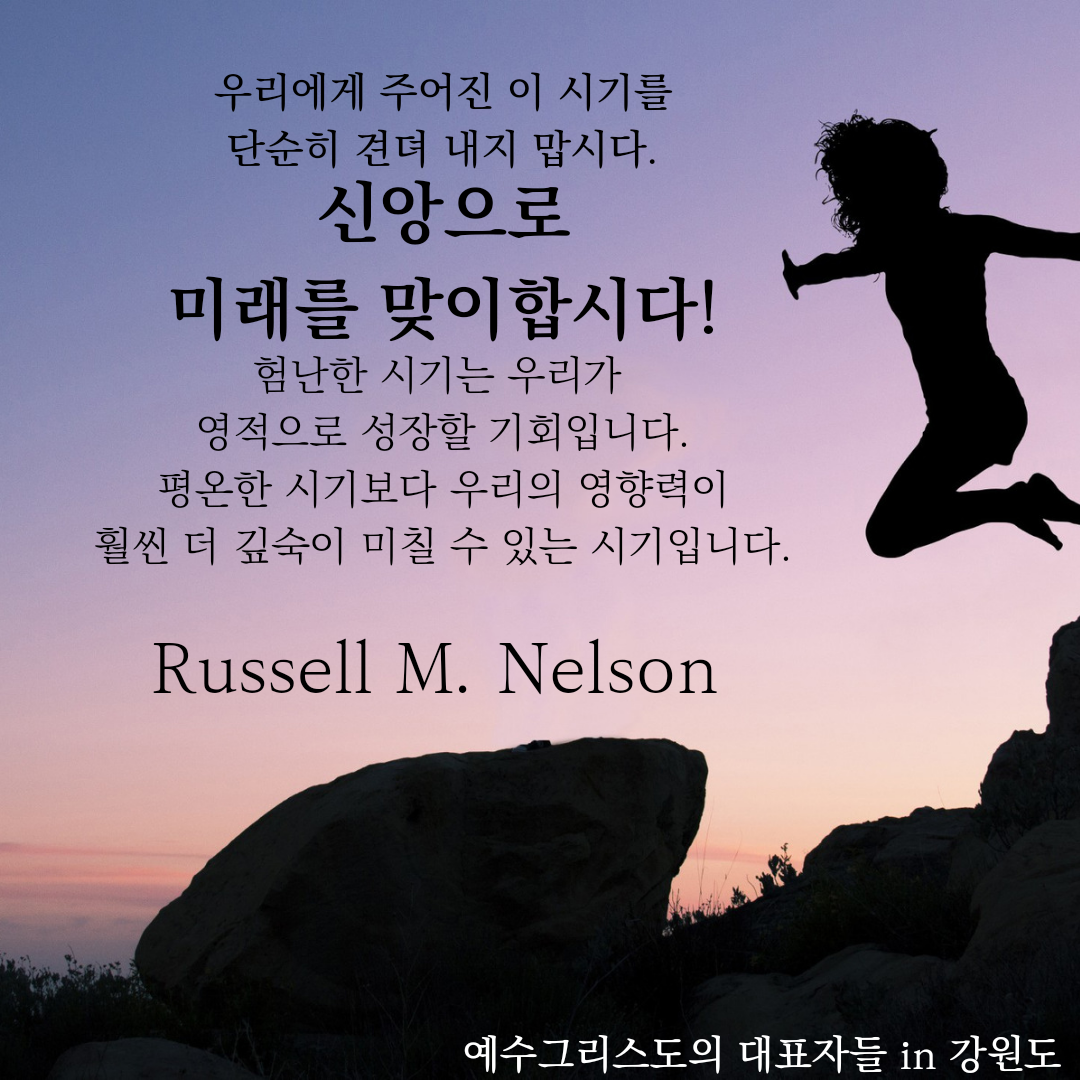 우리에게 주어진 이 시기를
단순히 견뎌 내지 맙시다.
신앙으로
미래를 맞이합시다!
험난한 시기는 우리가
영적으로 성장할 기회입니다.
평온한 시기보다 우리의 영향력이
훨씬 더 깊숙이 미칠 수 있는 시기입니다.
Russell M. Nelson
예수그리스도의 대표자들 in 강원도